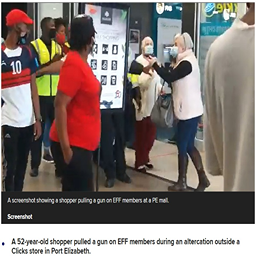 10
A screenshot showing a shopper pulling a gun on EFF members at a PE mall.
Screenshot
A 52-year-old shopper pulled a gun on EFF members during an altercation outside a
Clicks store in Port Elizabeth.